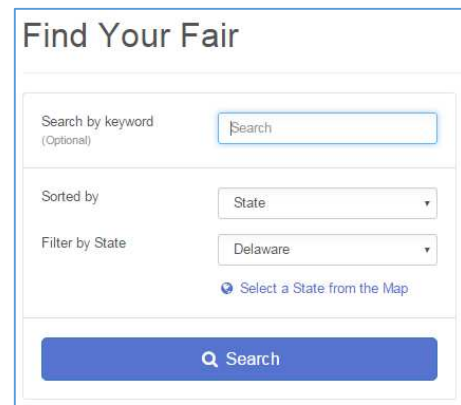 Find Your Fair
Search by keyword
(Optional)
Search
Sorted by
State
Filter by State
Delaware
Select a State from the Map
Search